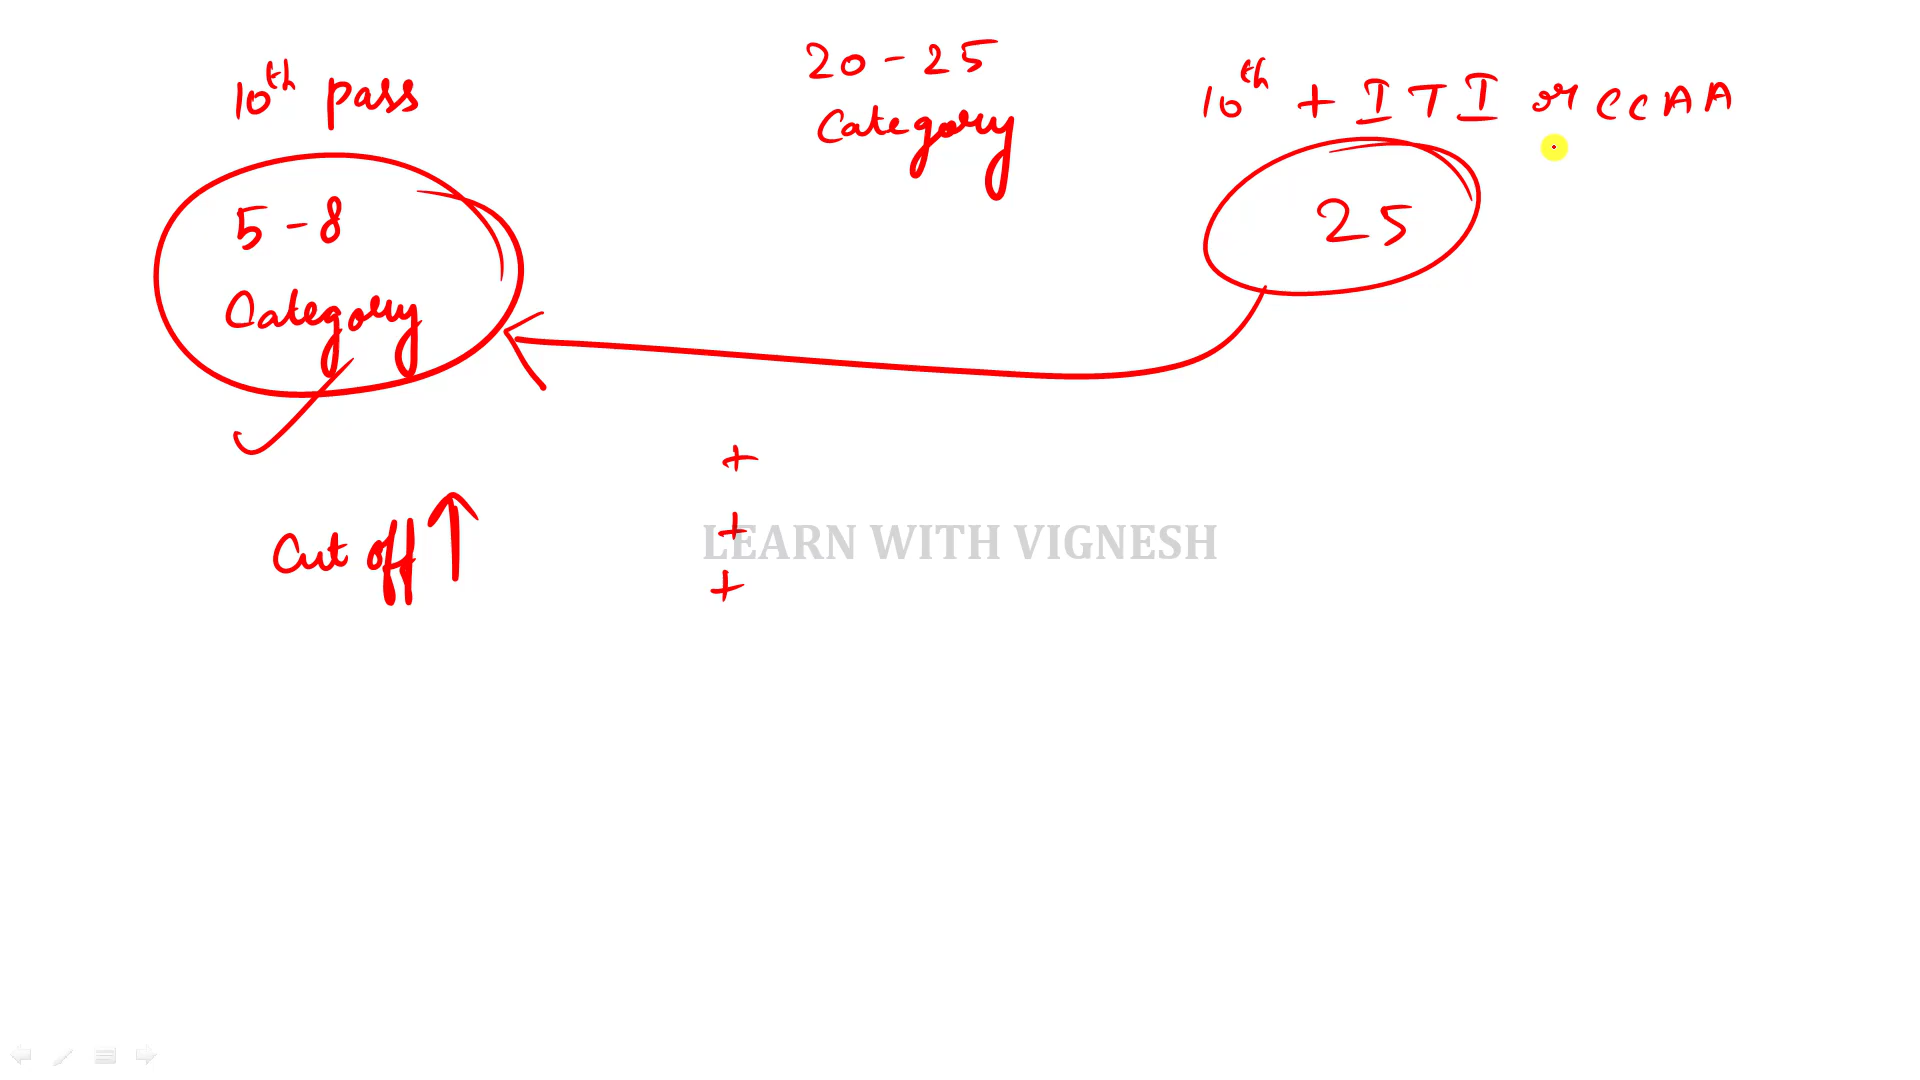 10th pass
5-8
Category
Cut off ↑
20-25
Category
+
+
+
LEARN WITH VIGNESH
10th + ITI or CCAA
25